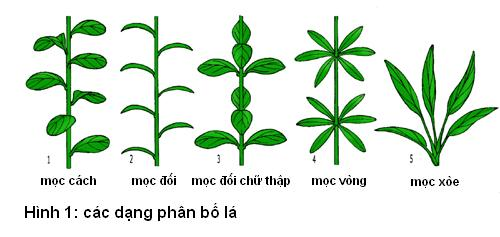 1 2 3 4 5
mọc cách mọc đối mọc đối chữ thập mọc vòng mọc xòe
Hình 1: các dạng phân bố lá